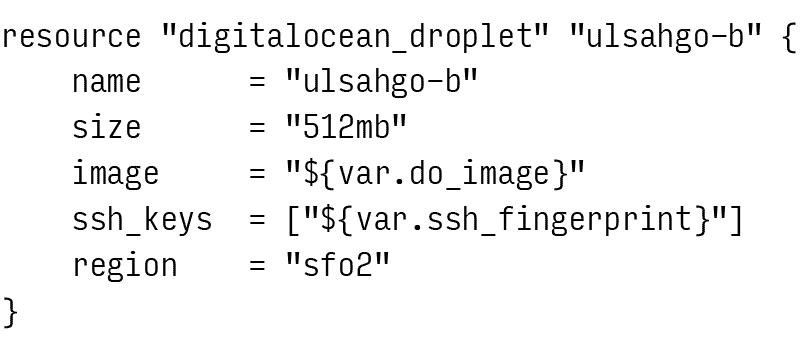 resource "digitalocean_droplet" "ulsahgo-b" {
    name      = "ulsahgo-b"
    size      = "512mb"
    image     = "${var.do_image}"
    ssh_keys  = ["${var.ssh_fingerprint}"]
    region    = "sfo2"
}